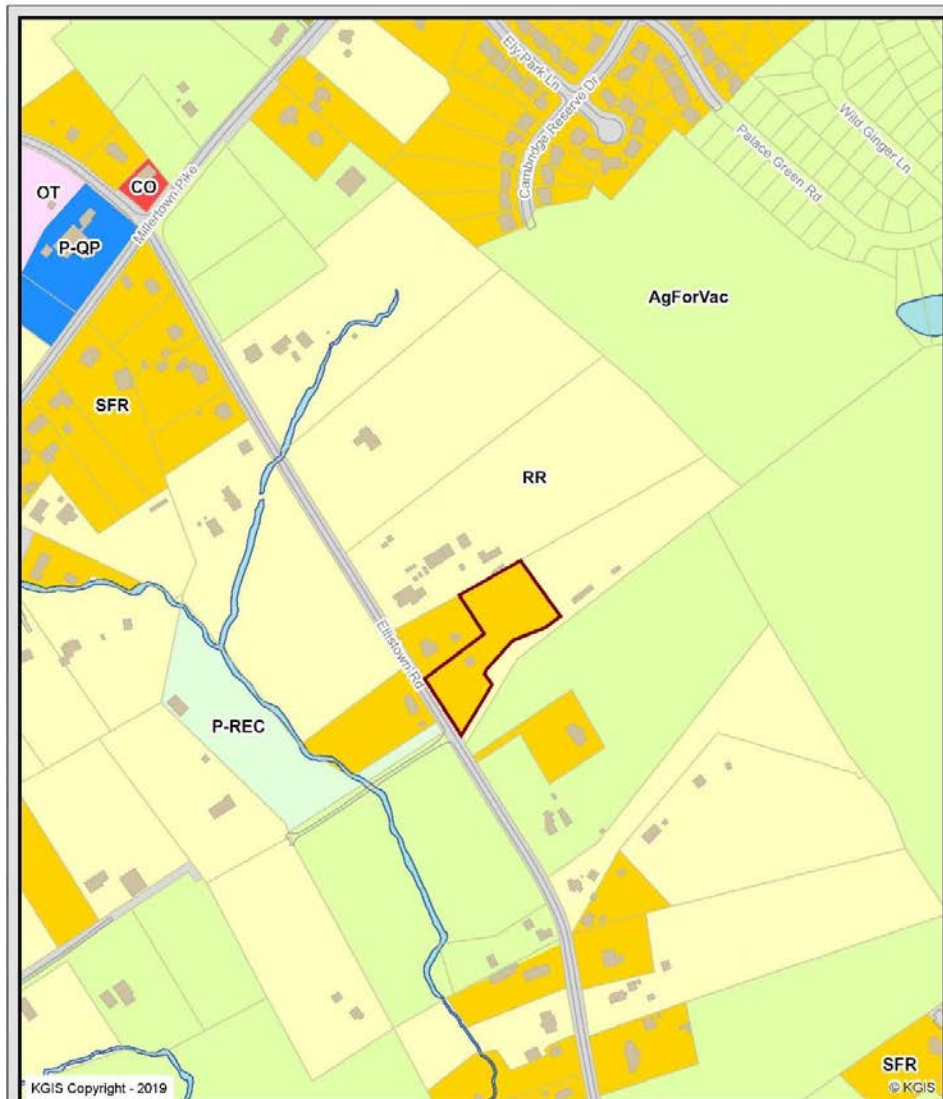 Ely Park Ln
Cambridge Reserve Dr
Wild Ginger Ln
Palace Green Rd
OT
CO
Millertown Pike
P-QP
AgForVac
SFR
RR
Ellistown Rd
P-REC
SFR
KGIS Copyright - 2019
© KGIS